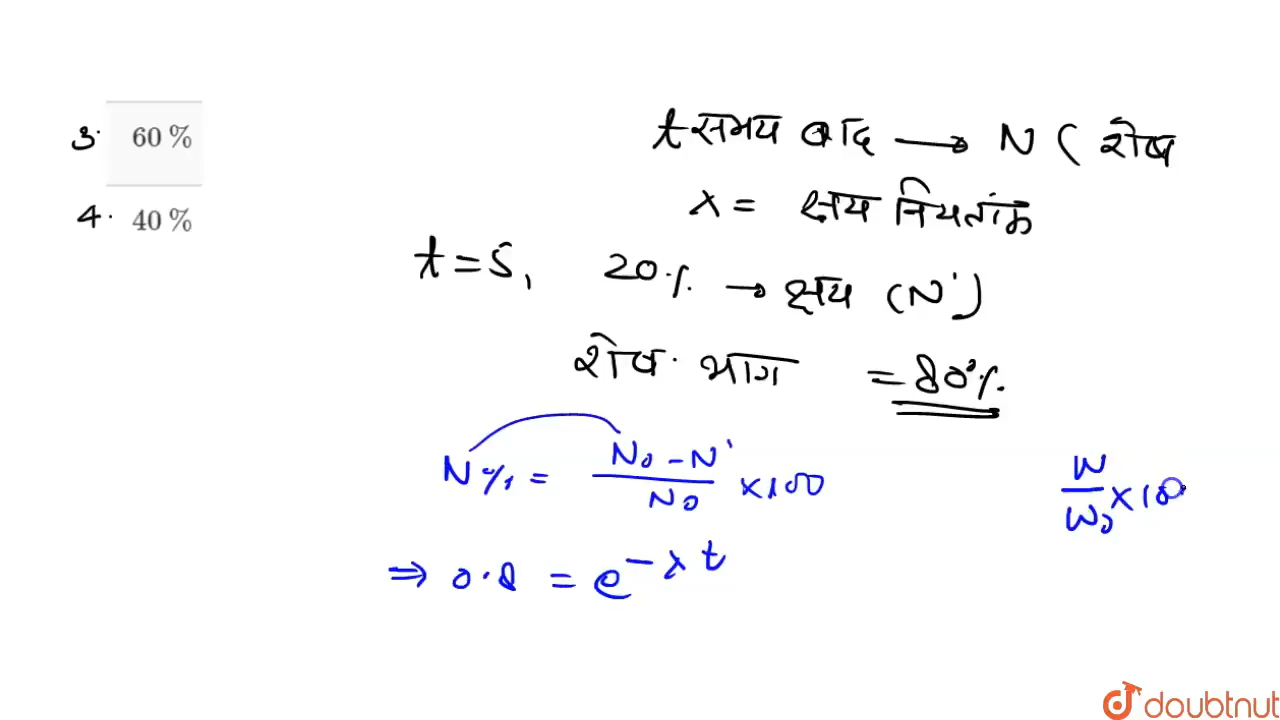 3. 60 %
4. 40 %
t समय बाद → N ( शेष
λ = क्षय नियतांक
t = 5, 20% → क्षय (N')
शेष भाग = 80%
N% = N₀ - N' / N₀ × 100
W / W₀ × 10
⇒ 0.8 = e^-λt
doubtnut